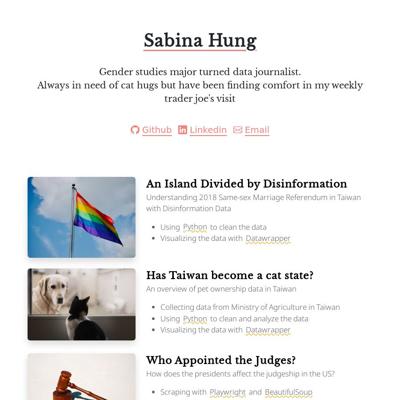 Sabina Hung
Gender studies major turned data journalist.
Always in need of cat hugs but have been finding comfort in my weekly
trader joe's visit
Github Linkedin Email
An Island Divided by Disinformation
Understanding 2018 Same-sex Marriage Referendum in Taiwan
with Disinformation Data
Using Python to clean the data
Visualizing the data with Datawrapper
Has Taiwan become a cat state?
An overview of pet ownership data in Taiwan
Collecting data from Ministry of Agriculture in Taiwan
Using Python to clean and analyze the data
Visualizing the data with Datawrapper
Who Appointed the Judges?
How does the presidents affect the judgeship in the US?
Scraping with Playwright and BeautifulSoup